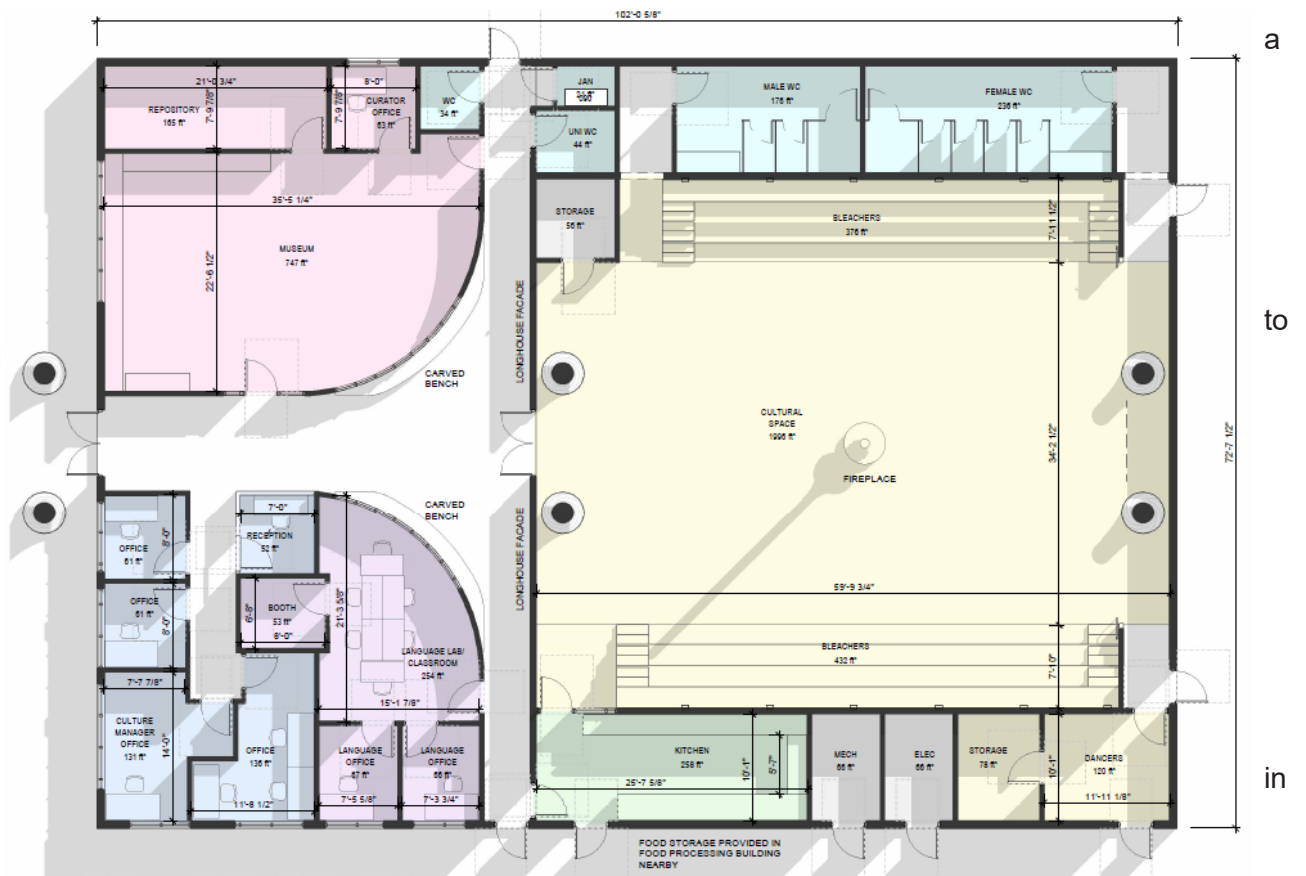 102'-0 5/8"
a
21'-0 3/4"
8'-0"
REPOSITORY
165 ft²
7'-9 7/8"
7'-9 7/8"
CURATOR
OFFICE
63 ft²
WC
34 ft²
JAN
UNI WC
44 ft²
MALE WC
176 ft²
FEMALE WC
236 ft²
35'-5 1/4"
MUSEUM
747 ft²
22'-6 1/2"
STORAGE
56 ft²
BLEACHERS
376 ft²
7'-11 1/2"
LONGHOUSE FACADE
to
CARVED
BENCH
CULTURAL
SPACE
1996 ft²
FIREPLACE
34'-2 1/2"
72'-7 1/2"
CARVED
BENCH
LONGHOUSE FACADE
OFFICE
61 ft²
8'-0"
7'-0"
RECEPTION
52 ft²
OFFICE
61 ft²
8'-0"
6'-8"
BOOTH
53 ft²
8'-0"
21'-3 5/8"
LANGUAGE LAB/
CLASSROOM
254 ft²
15'-1 7/8"
59'-9 3/4"
BLEACHERS
432 ft²
7'-10"
7'-7 7/8"
CULTURE
MANAGER
OFFICE
131 ft²
14'-0"
OFFICE
136 ft²
11'-8 1/2"
LANGUAGE
OFFICE
67 ft²
7'-5 5/8"
LANGUAGE
OFFICE
66 ft²
7'-3 3/4"
KITCHEN
258 ft²
25'-7 5/8"
5'-7"
10'-1"
MECH
66 ft²
ELEC
66 ft²
STORAGE
78 ft²
10'-1"
DANCERS
120 ft²
11'-11 1/8"
in
FOOD STORAGE PROVIDED IN
FOOD PROCESSING BUILDING
NEARBY